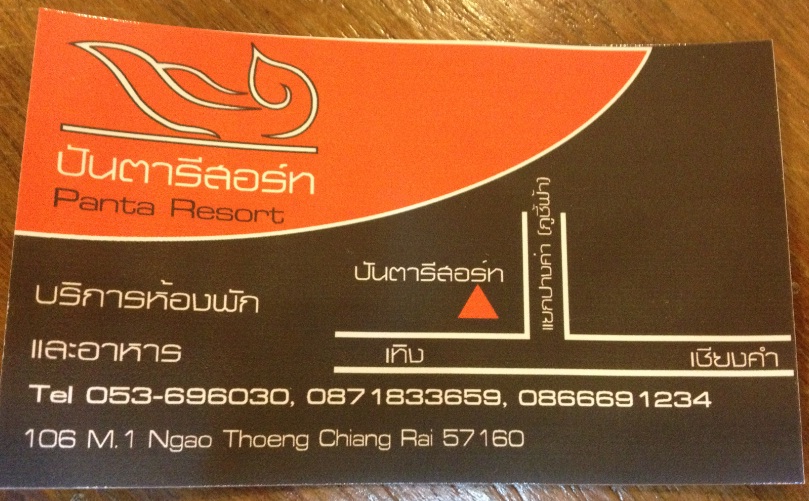 ปันตารีสอร์ท
Panta Resort
บริการห้องพัก
และอาหาร
ปันตารีสอร์ท
แยกปางค่า (ภูชี้ฟ้า)
เทิง
เชียงคำ
Tel 053-696030, 0871833659, 0866691234
106 M.1 Ngao Thoeng Chiang Rai 57160